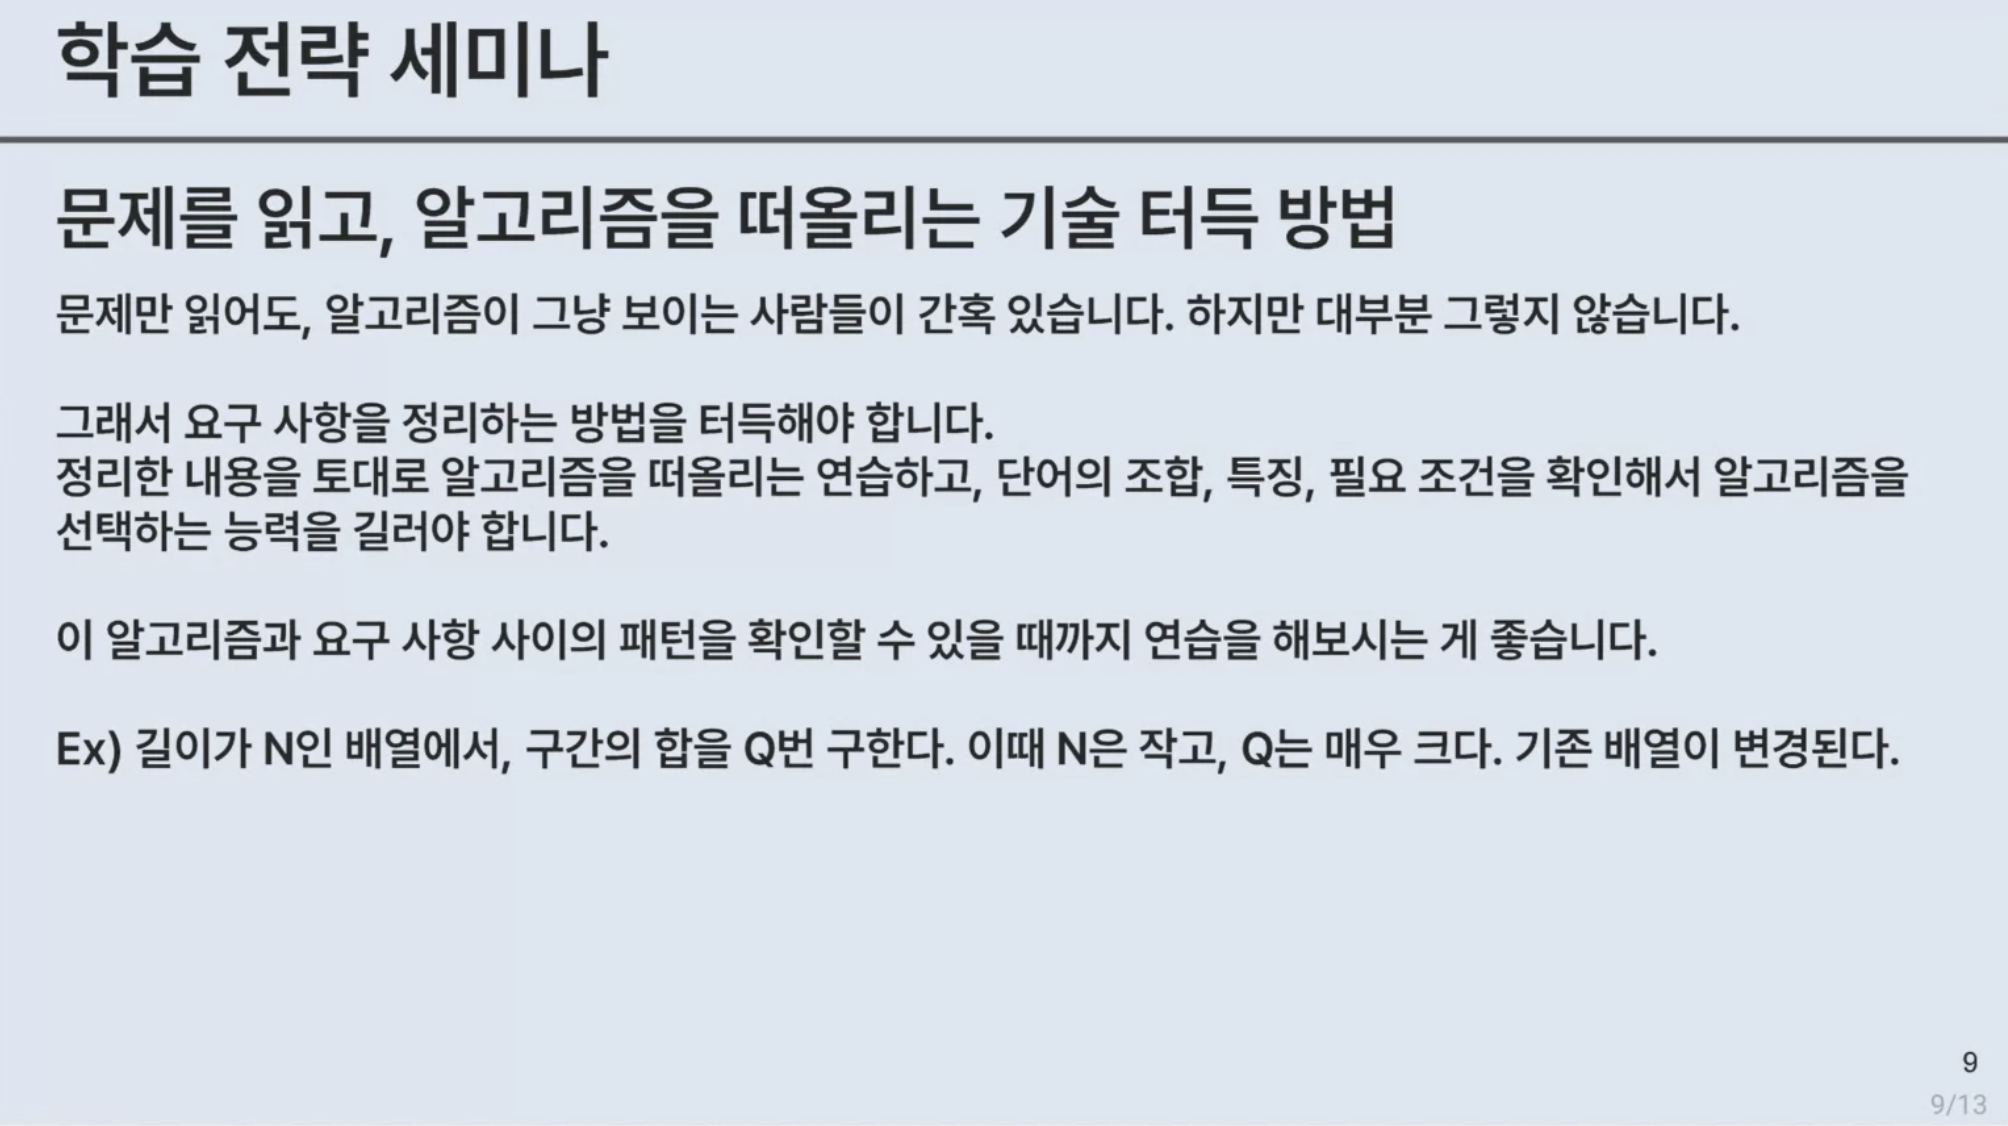 학습 전략 세미나
문제를 읽고, 알고리즘을 떠올리는 기술 터득 방법
문제만 읽어도, 알고리즘이 그냥 보이는 사람들이 간혹 있습니다. 하지만 대부분 그렇지 않습니다.
그래서 요구 사항을 정리하는 방법을 터득해야 합니다.
정리한 내용을 토대로 알고리즘을 떠올리는 연습하고, 단어의 조합, 특징, 필요 조건을 확인해서 알고리즘을
선택하는 능력을 길러야 합니다.
이 알고리즘과 요구 사항 사이의 패턴을 확인할 수 있을 때까지 연습을 해보시는 게 좋습니다.
Ex) 길이가 N인 배열에서, 구간의 합을 Q번 구한다. 이때 N은 작고, Q는 매우 크다. 기존 배열이 변경된다.
9
9/13